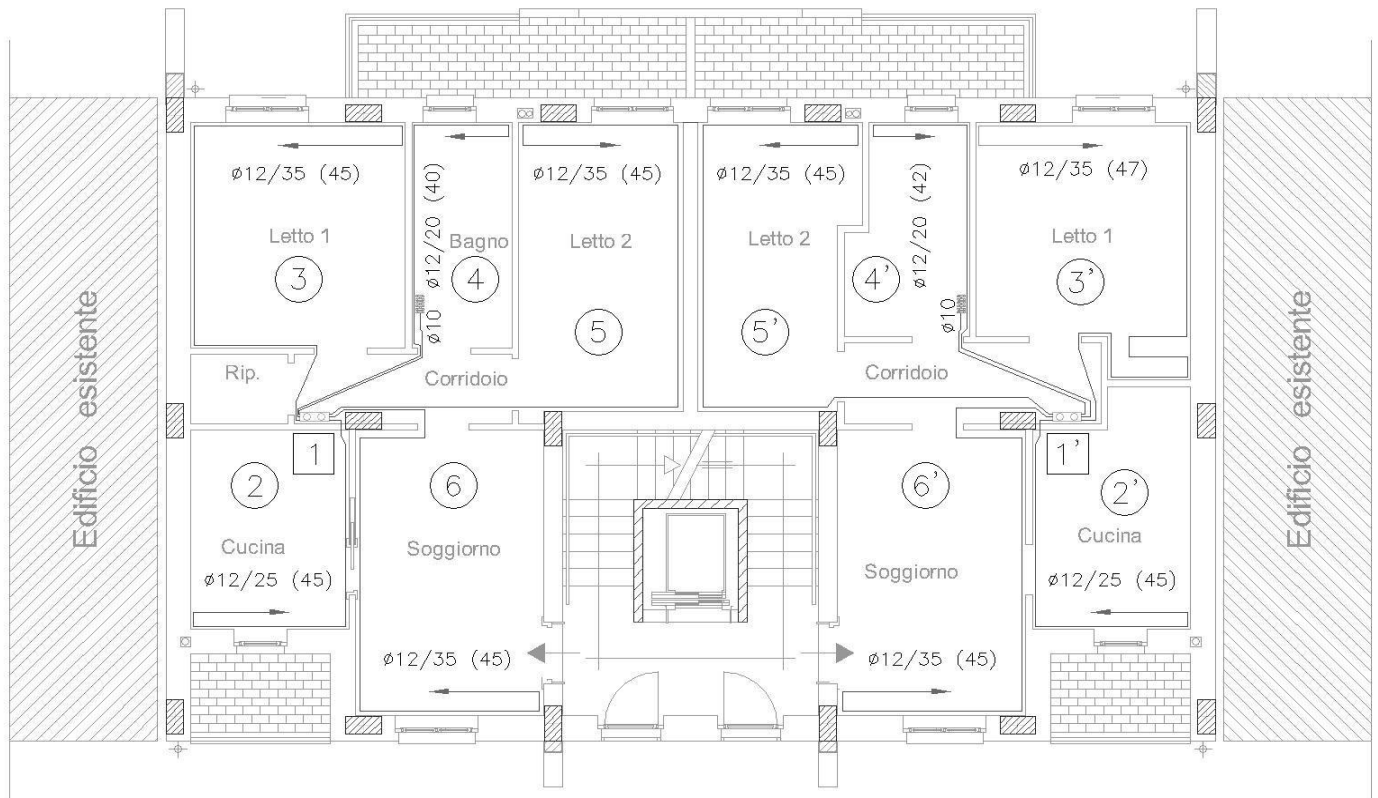 ø12/35 (45)
ø12/20 (40)
ø12/35 (45)
ø12/35 (45)
ø12/20 (42)
ø12/35 (47)
Letto 1
Bagno
Letto 2
Letto 2
Letto 1
3
4
5
5'
4'
3'
ø10
ø10
Rip.
Corridoio
Corridoio
Edificio esistente
Edificio esistente
1
1'
2
6
6'
2'
Cucina
Soggiorno
Soggiorno
Cucina
ø12/25 (45)
ø12/25 (45)
ø12/35 (45)
ø12/35 (45)